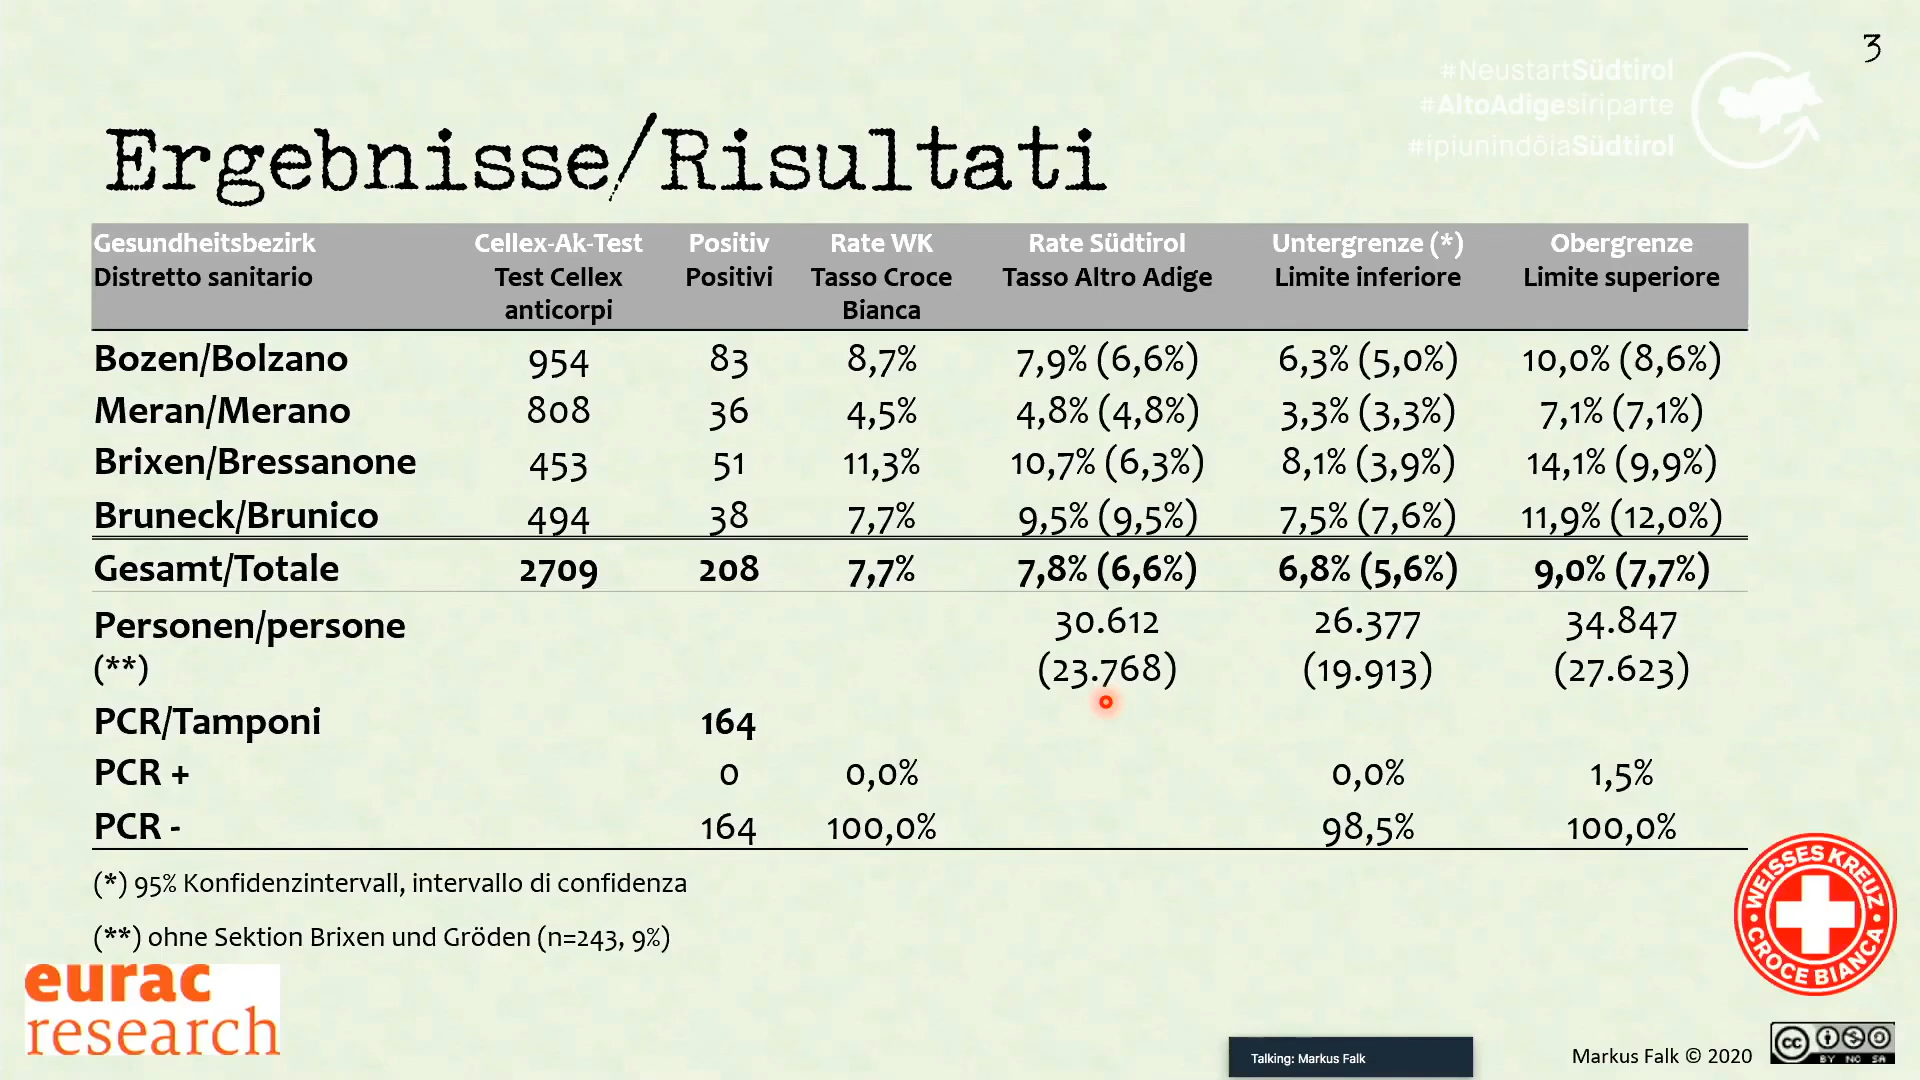 3
#NeustartSüdtirol
#AltoAdigesiriparte
#ipiunindôiaSüdtirol
Ergebnisse/Risultati
Gesundheitsbezirk Cellex-Ak-Test Positiv Rate WK Rate Südtirol Untergrenze (*) Obergrenze
Distretto sanitario Test Cellex Positivi Tasso Croce Tasso Altro Adige Limite inferiore Limite superiore
anticorpi Bianca
Bozen/Bolzano 954 83 8,7% 7,9% (6,6%) 6,3% (5,0%) 10,0% (8,6%)
Meran/Merano 808 36 4,5% 4,8% (4,8%) 3,3% (3,3%) 7,1% (7,1%)
Brixen/Bressanone 453 51 11,3% 10,7% (6,3%) 8,1% (3,9%) 14,1% (9,9%)
Bruneck/Brunico 494 38 7,7% 9,5% (9,5%) 7,5% (7,6%) 11,9% (12,0%)
Gesamt/Totale 2709 208 7,7% 7,8% (6,6%) 6,8% (5,6%) 9,0% (7,7%)
Personen/persone 30.612 26.377 34.847
(**) (23.768) (19.913) (27.623)
PCR/Tamponi 164
PCR + 0 0,0% 0,0% 1,5%
PCR - 164 100,0% 98,5% 100,0%
(*) 95% Konfidenzintervall, intervallo di confidenza
(**) ohne Sektion Brixen und Gröden (n=243, 9%)
WEISSES KREUZ
CROCE BIANCA
eurac
research
Talking: Markus Falk
Markus Falk © 2020
cc
BY NC SA